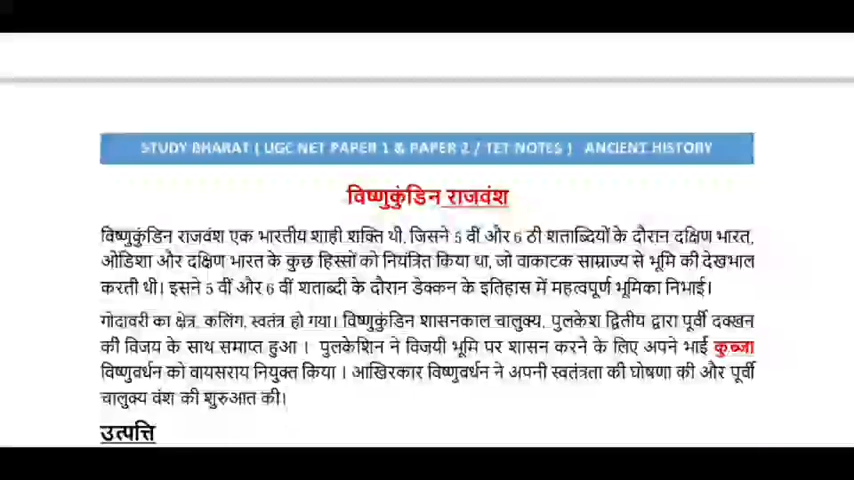 STUDY BHARAT ( UGC NET PAPER 1 & PAPER 2 / TET NOTES ) ANCIENT HISTORY
विष्णुकुंडिन राजवंश
विष्णुकुंडिन राजवंश एक भारतीय शाही शक्ति थी, जिसने 5 वीं और 6 ठी शताब्दियों के दौरान दक्षिण भारत,
ओडिशा और दक्षिण भारत के कुछ हिस्सों को नियंत्रित किया था, जो वाकाटक साम्राज्य से भूमि की देखभाल
करती थी। इसने 5 वीं और 6 वीं शताब्दी के दौरान डेक्कन के इतिहास में महत्वपूर्ण भूमिका निभाई।
गोदावरी का क्षेत्र, कलिंग, स्वतंत्र हो गया। विष्णुकुंडिन शासनकाल चालुक्य, पुलकेश द्वितीय द्वारा पूर्वी दक्खन
की विजय के साथ समाप्त हुआ । पुलकेशिन ने विजयी भूमि पर शासन करने के लिए अपने भाई कुब्जा
विष्णुवर्धन को वायसराय नियुक्त किया । आखिरकार विष्णुवर्धन ने अपनी स्वतंत्रता की घोषणा की और पूर्वी
चालुक्य वंश की शुरुआत की।
उत्पत्ति